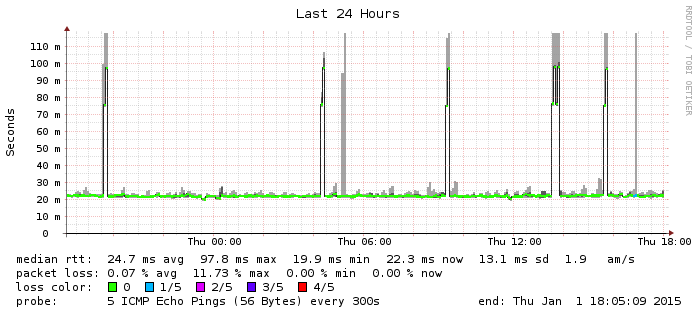 Last 24 Hours
RRDTOOL / TOBI OETIKER
Seconds
110 m
100 m
90 m
80 m
70 m
60 m
50 m
40 m
30 m
20 m
10 m
0
Thu 00:00 Thu 06:00 Thu 12:00 Thu 18:00
median rtt: 24.7 ms avg 97.8 ms max 19.9 ms min 22.3 ms now 13.1 ms sd 1.9 am/s
packet loss: 0.07 % avg 11.73 % max 0.00 % min 0.00 % now
loss color: 0 1/5 2/5 3/5 4/5
probe: 5 ICMP Echo Pings (56 Bytes) every 300s end: Thu Jan 1 18:05:09 2015